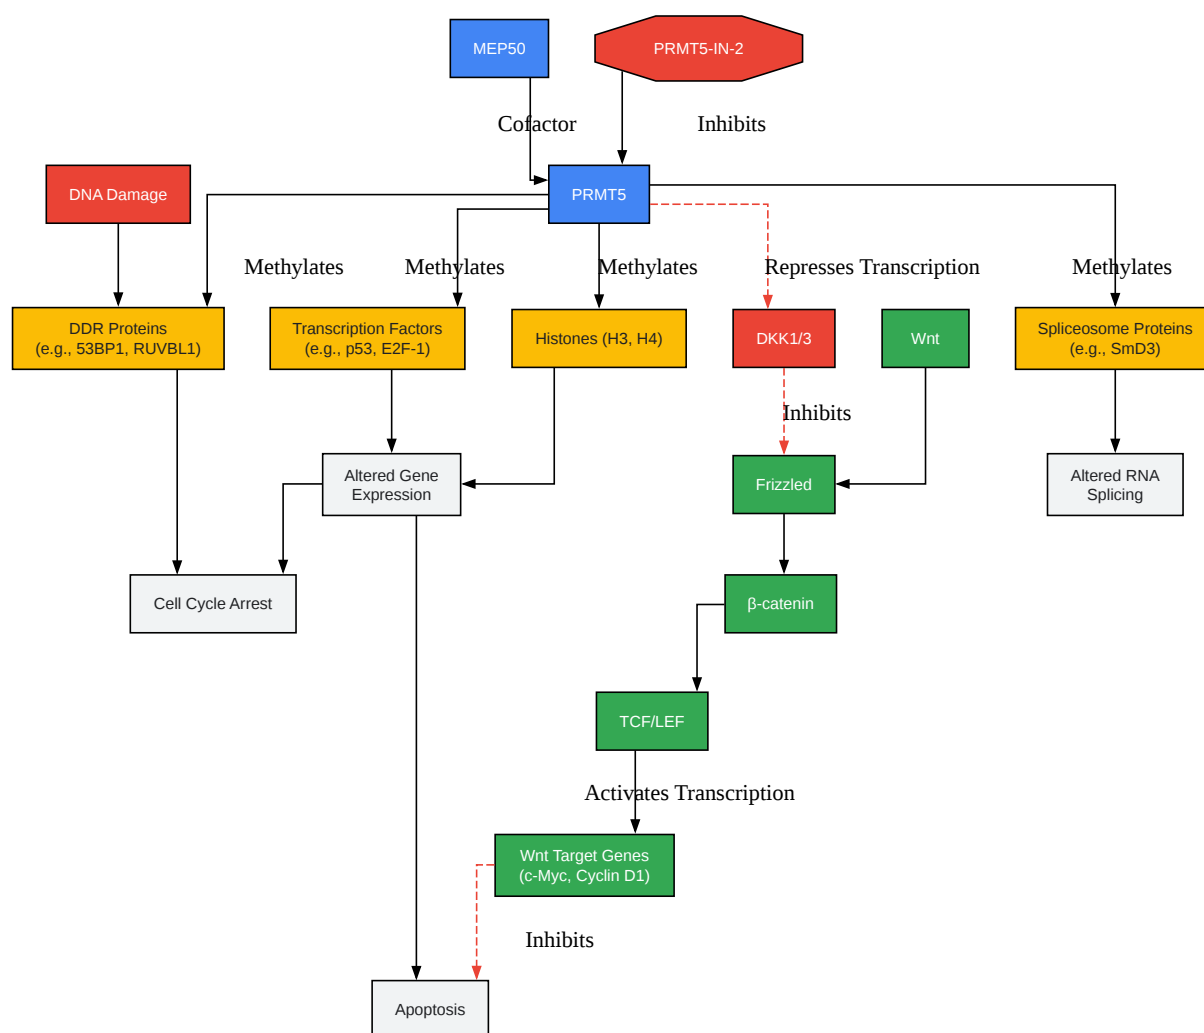 MEP50
PRMT5-IN-2
Cofactor
Inhibits
DNA Damage
PRMT5
Methylates
Methylates
Methylates
Represses Transcription
Methylates
DDR Proteins
(e.g., 53BP1, RUVBL1)
Transcription Factors
(e.g., p53, E2F-1)
Histones (H3, H4)
DKK1/3
Wnt
Spliceosome Proteins
(e.g., SmD3)
Inhibits
Altered Gene
Expression
Frizzled
Altered RNA
Splicing
Cell Cycle Arrest
β-catenin
TCF/LEF
Activates Transcription
Wnt Target Genes
(c-Myc, Cyclin D1)
Inhibits
Apoptosis